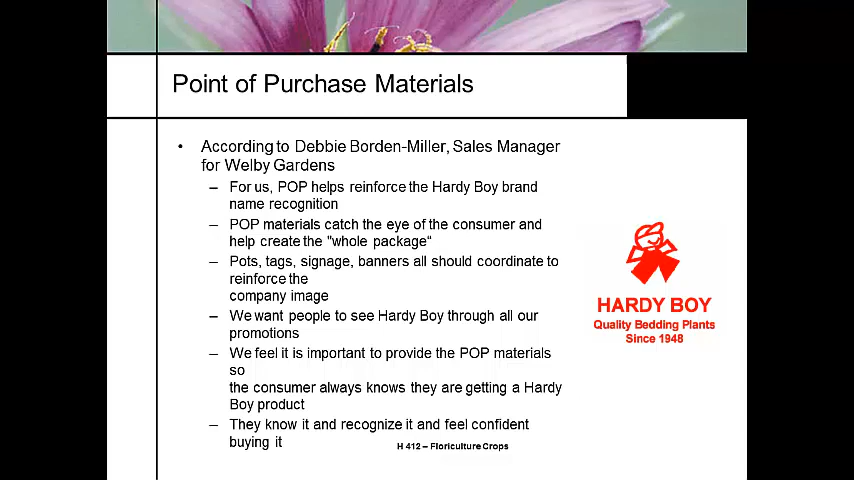 Point of Purchase Materials
• According to Debbie Borden-Miller, Sales Manager
for Welby Gardens
– For us, POP helps reinforce the Hardy Boy brand
name recognition
– POP materials catch the eye of the consumer and
help create the "whole package“
– Pots, tags, signage, banners all should coordinate to
reinforce the
company image
– We want people to see Hardy Boy through all our
promotions
– We feel it is important to provide the POP materials
so
the consumer always knows they are getting a Hardy
Boy product
– They know it and recognize it and feel confident
buying it
HARDY BOY
Quality Bedding Plants
Since 1948
H 412 – Floriculture Crops